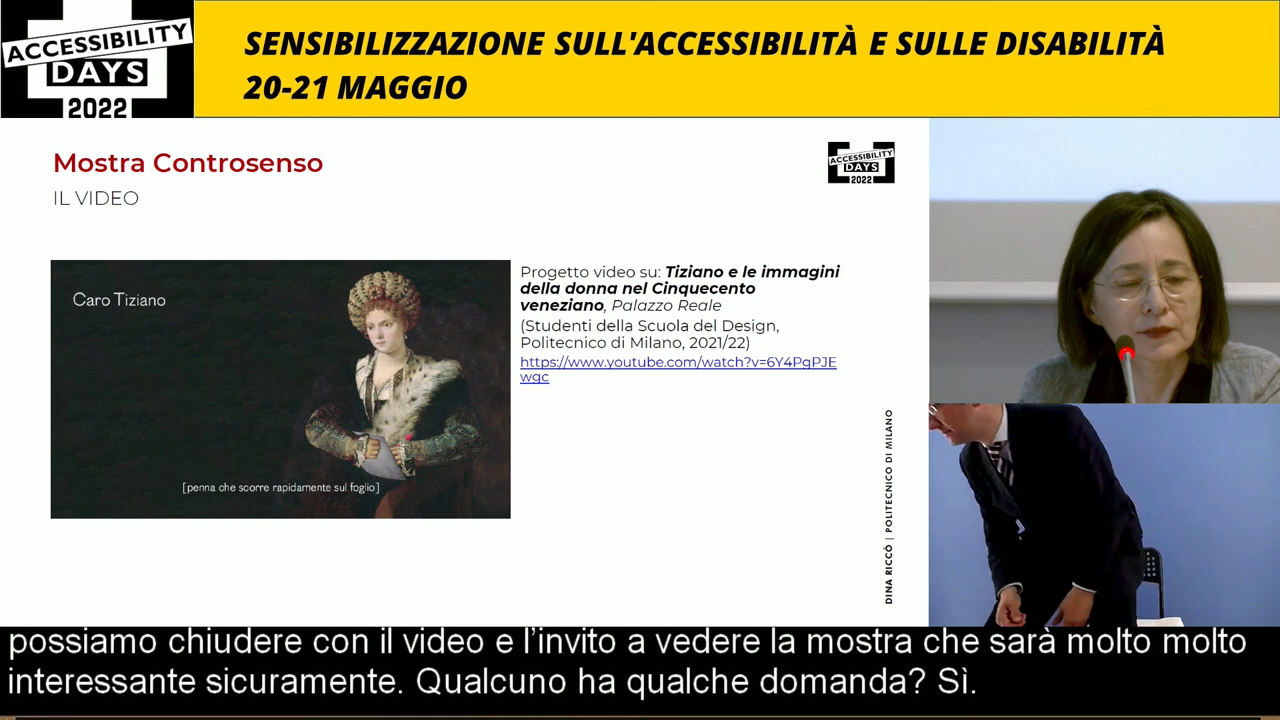 ACCESSIBILITY
DAYS
2022
SENSIBILIZZAZIONE SULL'ACCESSIBILITÀ E SULLE DISABILITÀ
20-21 MAGGIO
Mostra Controsenso
IL VIDEO
ACCESSIBILITY
DAYS
2022
Caro Tiziano
[penna che scorre rapidamente sul foglio]
Progetto video su: Tiziano e le immagini
della donna nel Cinquecento
veneziano, Palazzo Reale
(Studenti della Scuola del Design,
Politecnico di Milano, 2021/22)
https://www.youtube.com/watch?v=6Y4PgPJE
wgc
DINA RICCÒ | POLITECNICO DI MILANO
possiamo chiudere con il video e l’invito a vedere la mostra che sarà molto molto
interessante sicuramente. Qualcuno ha qualche domanda? Sì.